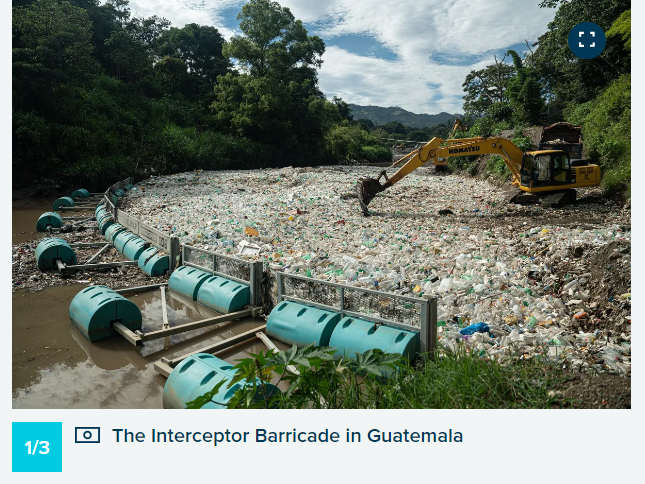 KOMATSU
1/3
The Interceptor Barricade in Guatemala